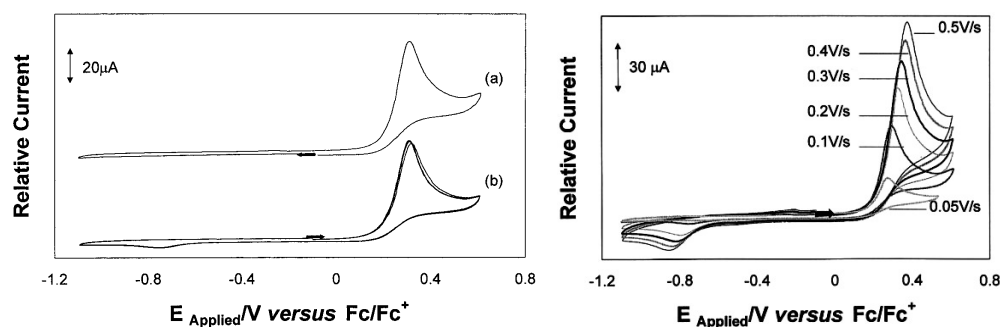 Relative Current
20µA
(a)
(b)
-1.2 -0.8 -0.4 0 0.4 0.8
E Applied/V versus Fc/Fc+
Relative Current
30 µA
0.5V/s
0.4V/s
0.3V/s
0.2V/s
0.1V/s
0.05V/s
-1.2 -0.8 -0.4 0 0.4 0.8
E Applied/V versus Fc/Fc+